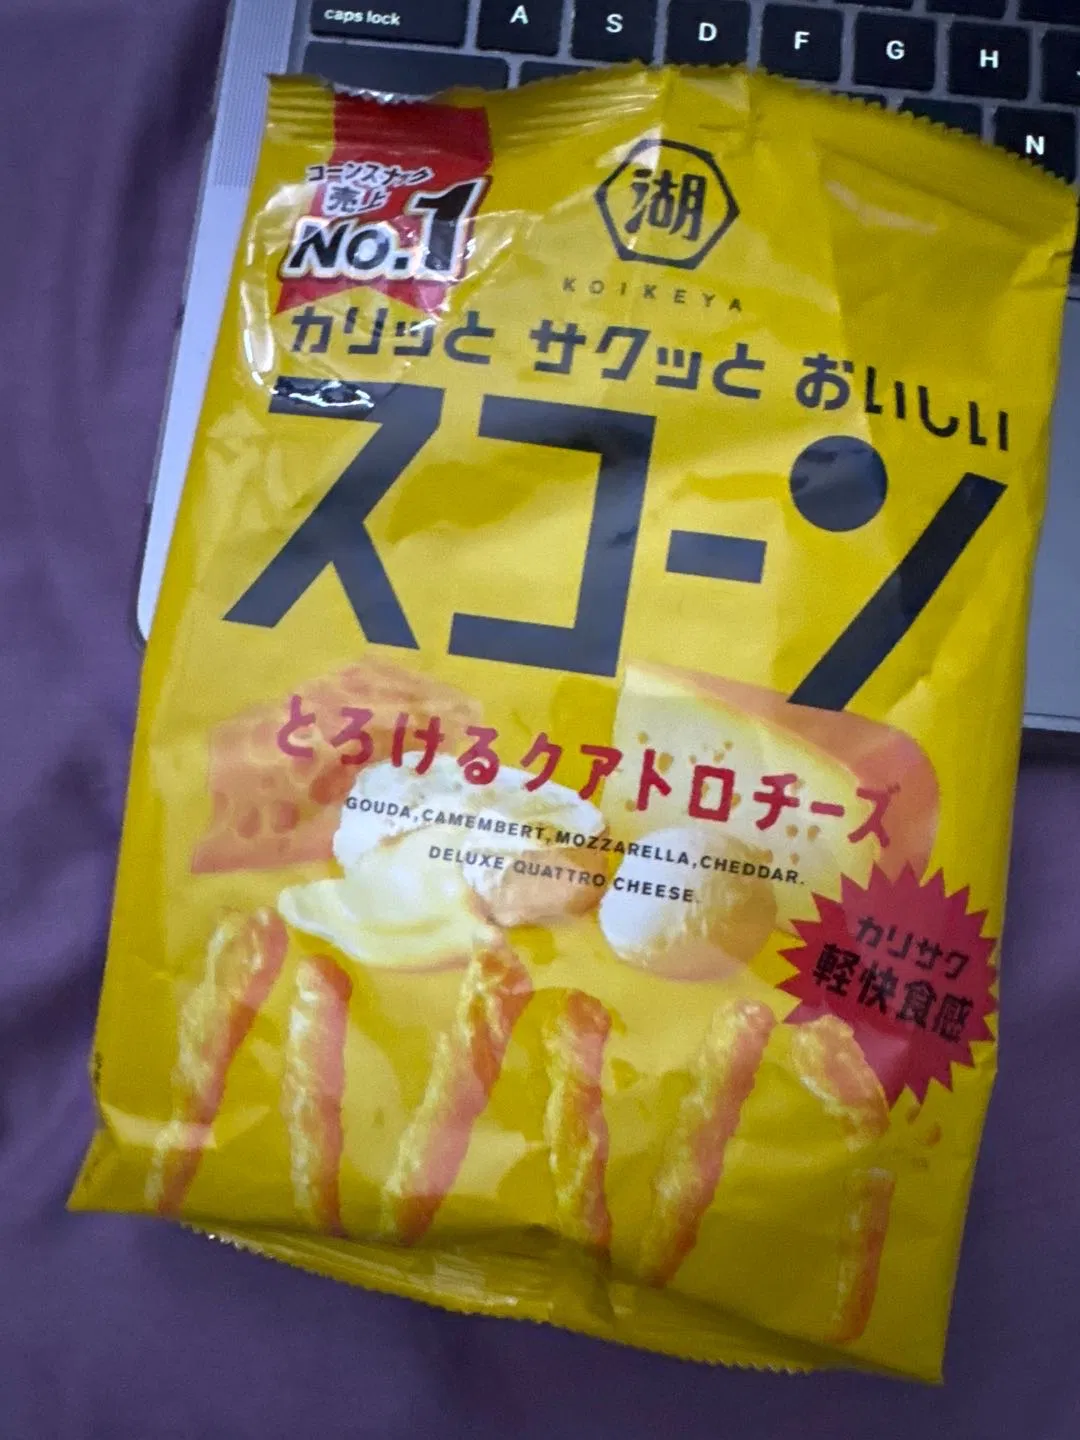 caps lock
A
S
D
F
G
H
N
コーンスナック
売上
NO.1
湖
KOIKEYA
カリッと サクッと おいしい
スコーン
とろけるクアトロチーズ
GOUDA,CAMEMBERT,MOZZARELLA,CHEDDAR.
DELUXE QUATTRO CHEESE.
カリサク
軽快食感